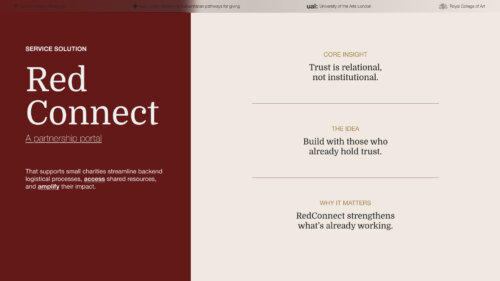 ual: University of the Arts London
Royal College of Art
SERVICE SOLUTION
Red
Connect
A partnership portal
That supports small charities streamline backend
logistical processes, access shared resources,
and amplify their impact.
CORE INSIGHT
Trust is relational,
not institutional.
THE IDEA
Build with those who
already hold trust.
WHY IT MATTERS
RedConnect strengthens
what's already working.